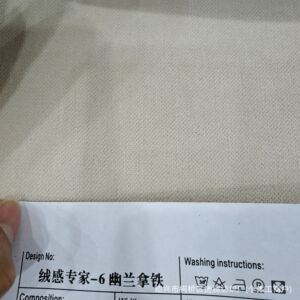 Design No:
绒感专家-6 幽兰拿铁
Washing instructions:
Composition: